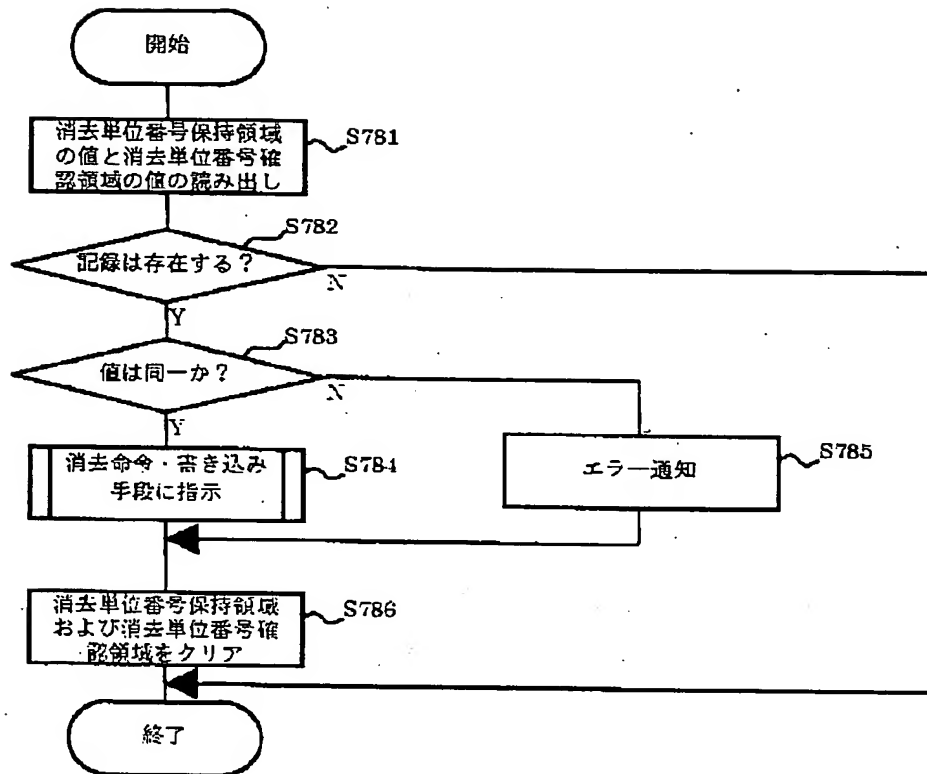 開始
消去単位番号保持領域
の値と消去単位番号確
認領域の値の読み出し
S781
S782
記録は存在する？
N
Y
S783
値は同一か？
N
Y
消去命令・書き込み
手段に指示
S784
エラー通知
S785
消去単位番号保持領域
および消去単位番号確
認領域をクリア
S786
終了